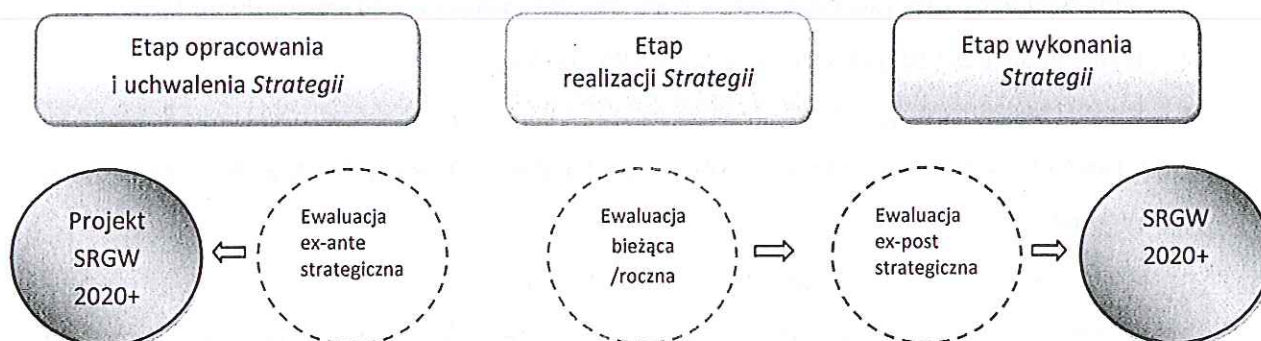 Etap opracowania
i uchwalenia Strategii
Etap
realizacji Strategii
Etap wykonania
Strategii
Projekt
SRGW
2020+
Ewaluacja
ex-ante
strategiczna
Ewaluacja
bieżąca
/roczna
Ewaluacja
ex-post
strategiczna
SRGW
2020+